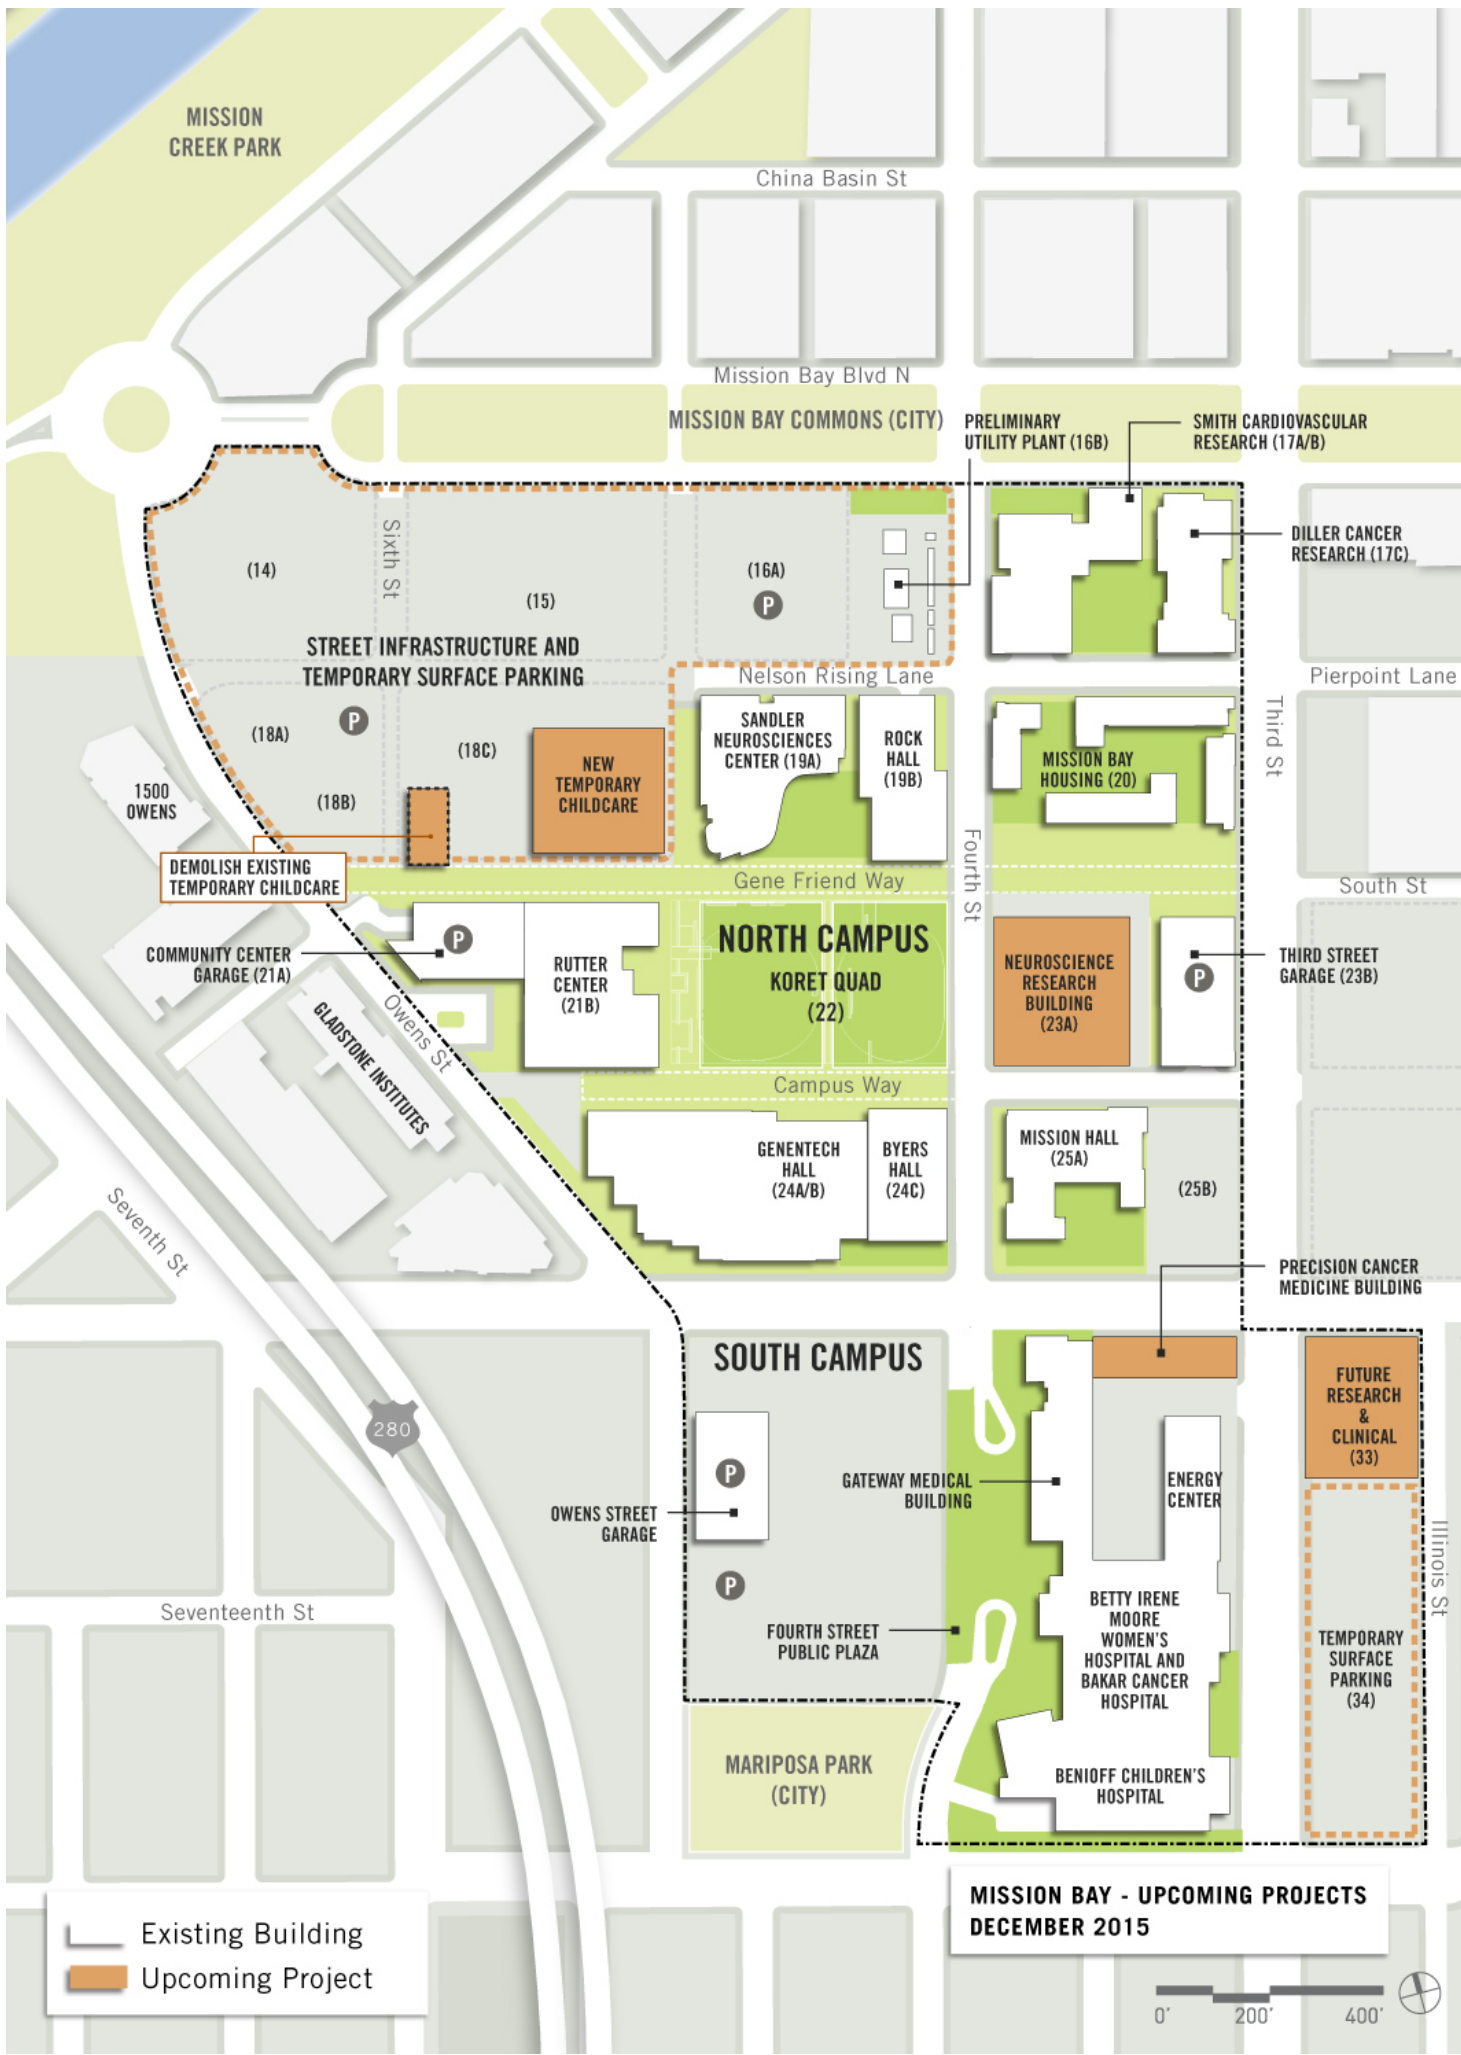 MISSION
CREEK PARK
China Basin St
Mission Bay Blvd N
MISSION BAY COMMONS (CITY)
PRELIMINARY
UTILITY PLANT (16B)
SMITH CARDIOVASCULAR
RESEARCH (17A/B)
DILLER CANCER
RESEARCH (17C)
Sixth St
(14)
(15)
(16A)
P
STREET INFRASTRUCTURE AND
TEMPORARY SURFACE PARKING
Nelson Rising Lane
Pierpoint Lane
(18A)
P
(18C)
(18B)
NEW
TEMPORARY
CHILDCARE
SANDLER
NEUROSCIENCES
CENTER (19A)
ROCK
HALL
(19B)
MISSION BAY
HOUSING (20)
Third St
1500
OWENS
DEMOLISH EXISTING
TEMPORARY CHILDCARE
Gene Friend Way
Fourth St
South St
COMMUNITY CENTER
GARAGE (21A)
P
RUTTER
CENTER
(21B)
NORTH CAMPUS
KORET QUAD
(22)
NEUROSCIENCE
RESEARCH
BUILDING
(23A)
P
THIRD STREET
GARAGE (23B)
Owens St
GLADSTONE INSTITUTES
Campus Way
GENENTECH
HALL
(24A/B)
BYERS
HALL
(24C)
MISSION HALL
(25A)
(25B)
Seventh St
PRECISION CANCER
MEDICINE BUILDING
SOUTH CAMPUS
FUTURE
RESEARCH
&
CLINICAL
(33)
280
P
GATEWAY MEDICAL
BUILDING
ENERGY
CENTER
OWENS STREET
GARAGE
P
Illinois St
Seventeenth St
FOURTH STREET
PUBLIC PLAZA
BETTY IRENE
MOORE
WOMEN'S
HOSPITAL AND
BAKAR CANCER
HOSPITAL
TEMPORARY
SURFACE
PARKING
(34)
MARIPOSA PARK
(CITY)
BENIOFF CHILDREN'S
HOSPITAL
MISSION BAY - UPCOMING PROJECTS
DECEMBER 2015
Existing Building
Upcoming Project
0' 200' 400'